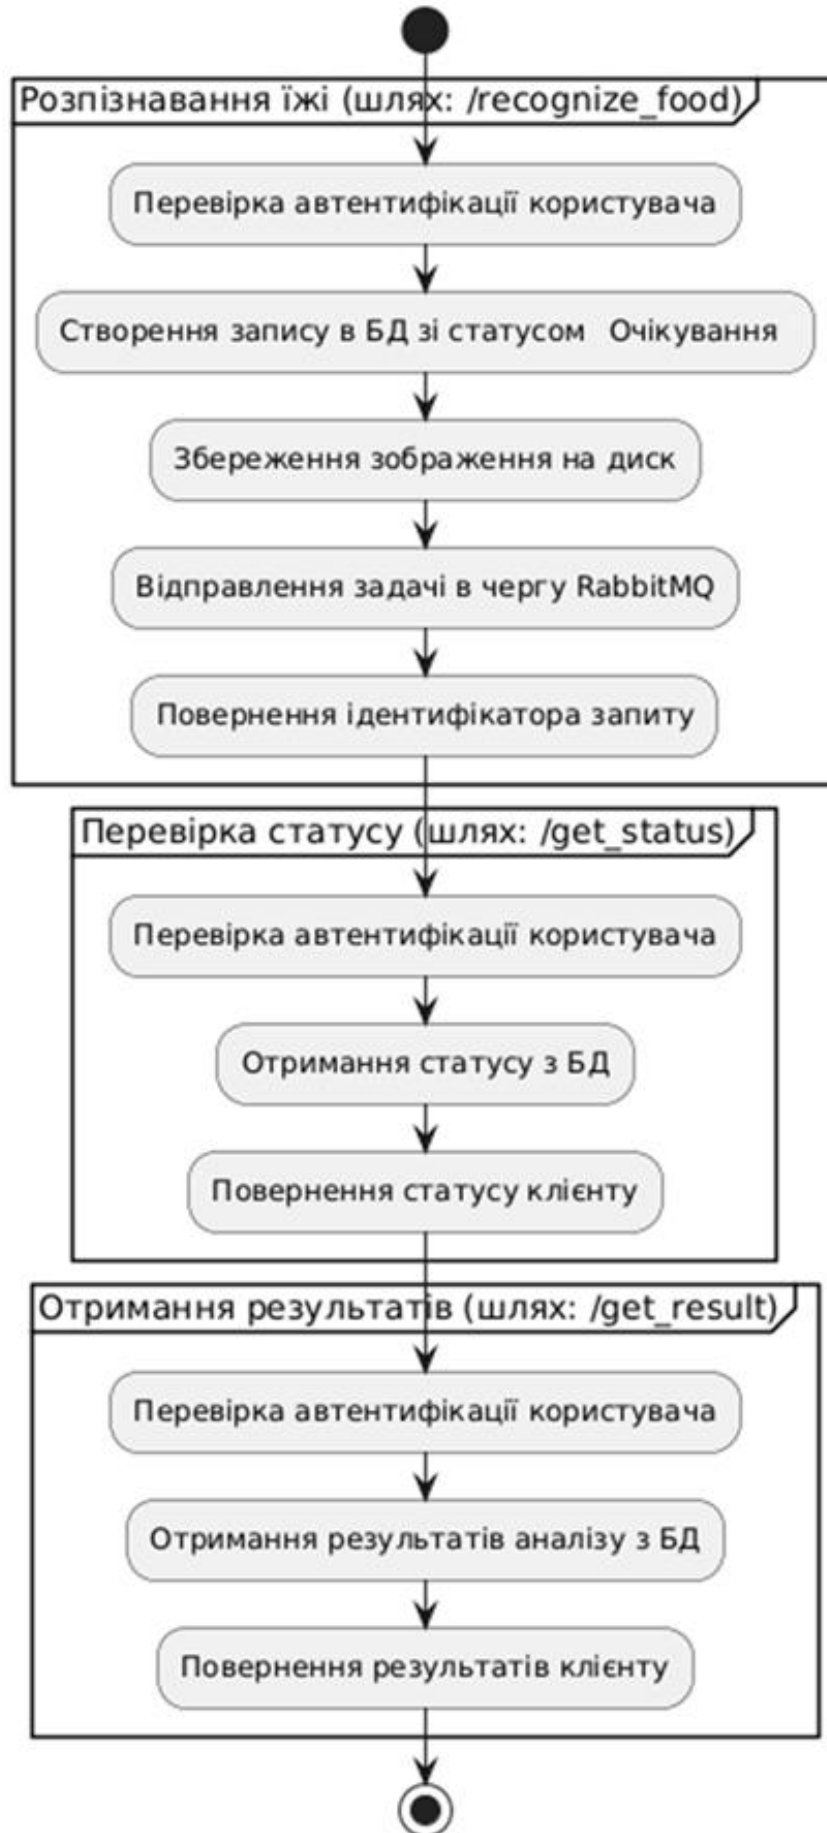 Розпізнавання їжі (шлях: /recognize_food)
Перевірка автентифікації користувача
Створення запису в БД зі статусом Очікування
Збереження зображення на диск
Відправлення задачі в чергу RabbitMQ
Повернення ідентифікатора запиту
Перевірка статусу (шлях: /get_status)
Перевірка автентифікації користувача
Отримання статусу з БД
Повернення статусу клієнту
Отримання результатів (шлях: /get_result)
Перевірка автентифікації користувача
Отримання результатів аналізу з БД
Повернення результатів клієнту